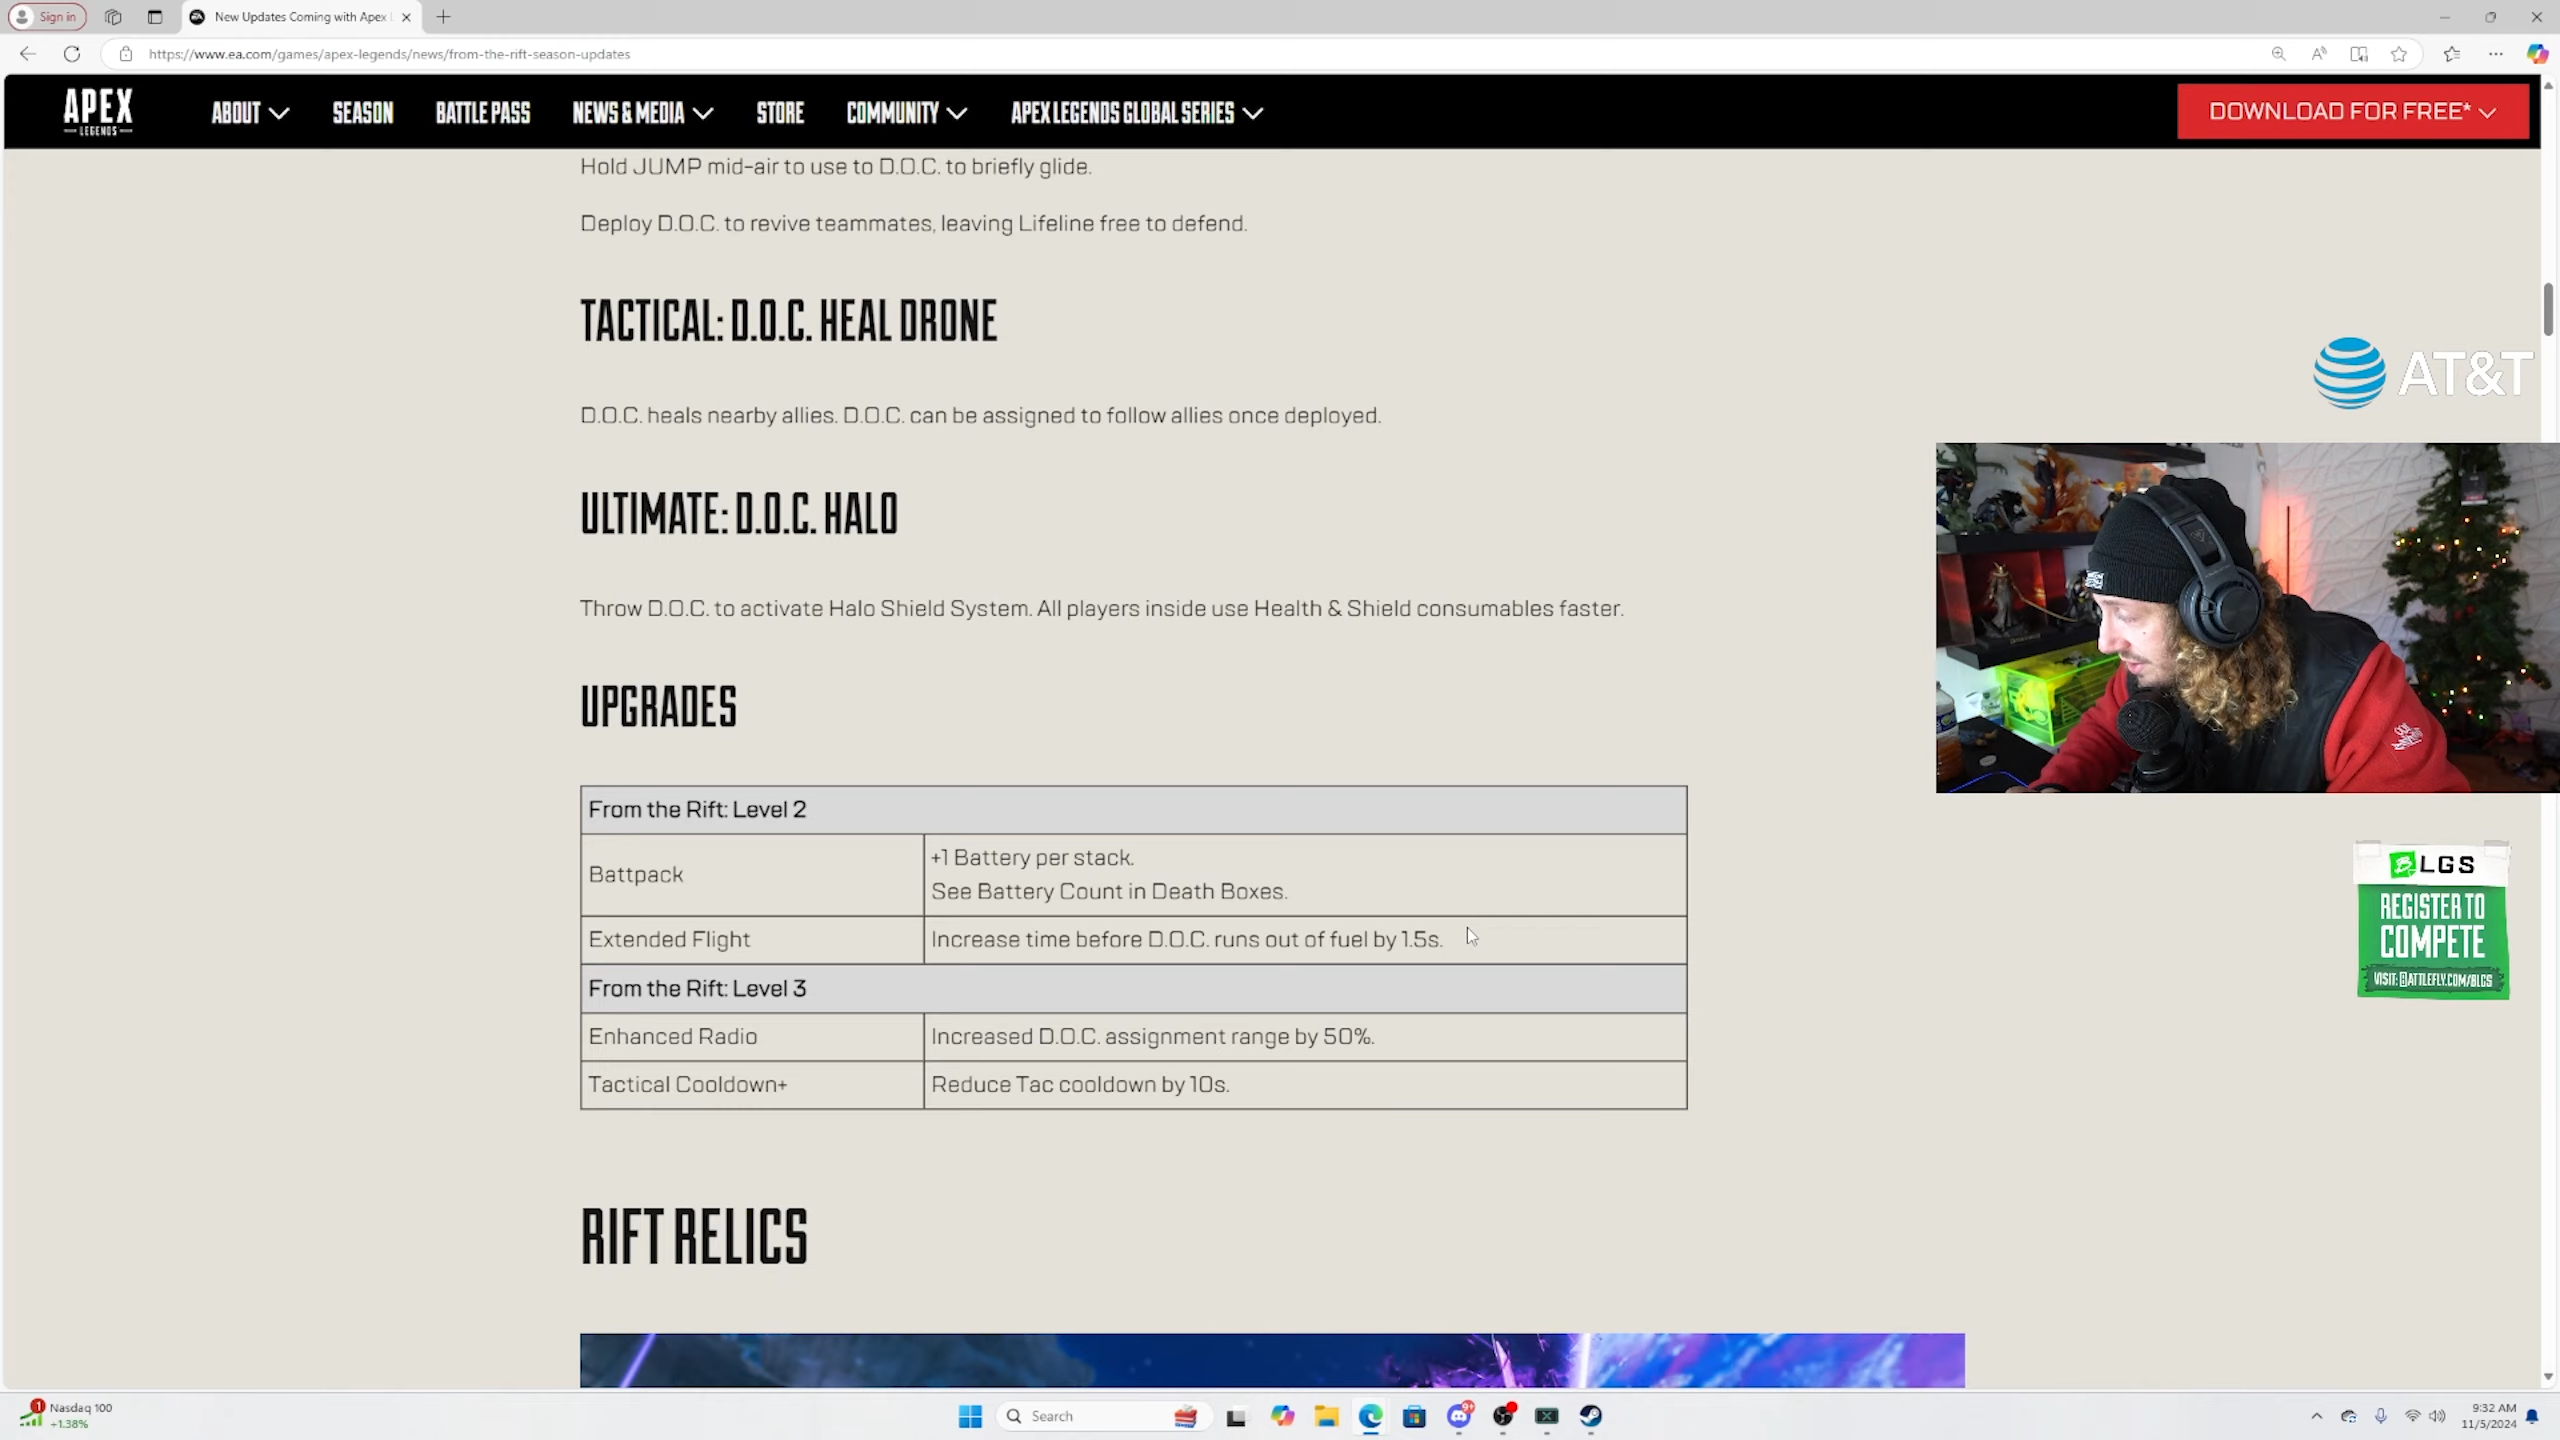 Sign in
New Updates Coming with Apex
https://www.ea.com/games/apex-legends/news/from-the-rift-season-updates
APEX
LEGENDS
ABOUT
SEASON
BATTLE PASS
NEWS & MEDIA
STORE
COMMUNITY
APEX LEGENDS GLOBAL SERIES
DOWNLOAD FOR FREE*
Hold JUMP mid-air to use to D.O.C. to briefly glide.
Deploy D.O.C. to revive teammates, leaving Lifeline free to defend.
TACTICAL: D.O.C. HEAL DRONE
D.O.C. heals nearby allies. D.O.C. can be assigned to follow allies once deployed.
ULTIMATE: D.O.C. HALO
Throw D.O.C. to activate Halo Shield System. All players inside use Health & Shield consumables faster.
UPGRADES
From the Rift: Level 2
Battpack
+1 Battery per stack.
See Battery Count in Death Boxes.
Extended Flight
Increase time before D.O.C. runs out of fuel by 1.5s.
From the Rift: Level 3
Enhanced Radio
Increased D.O.C. assignment range by 50%.
Tactical Cooldown+
Reduce Tac cooldown by 10s.
RIFT RELICS
AT&T
BLGS
REGISTER TO
COMPETE
VISIT: BATTLEFLY.COM/BLGS
1
Nasdaq 100
+1.38%
Search
9+
9:32 AM
11/5/2024